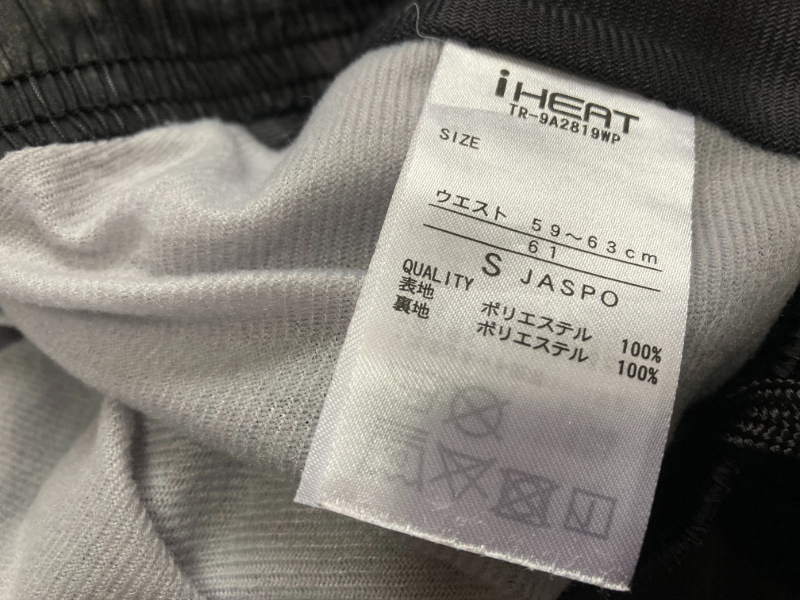 iHEAT
TR-9A2819WP
SIZE
ウエスト 59～63cm
61
S JASPO
QUALITY
表地 ポリエステル 100%
裏地 ポリエステル 100%